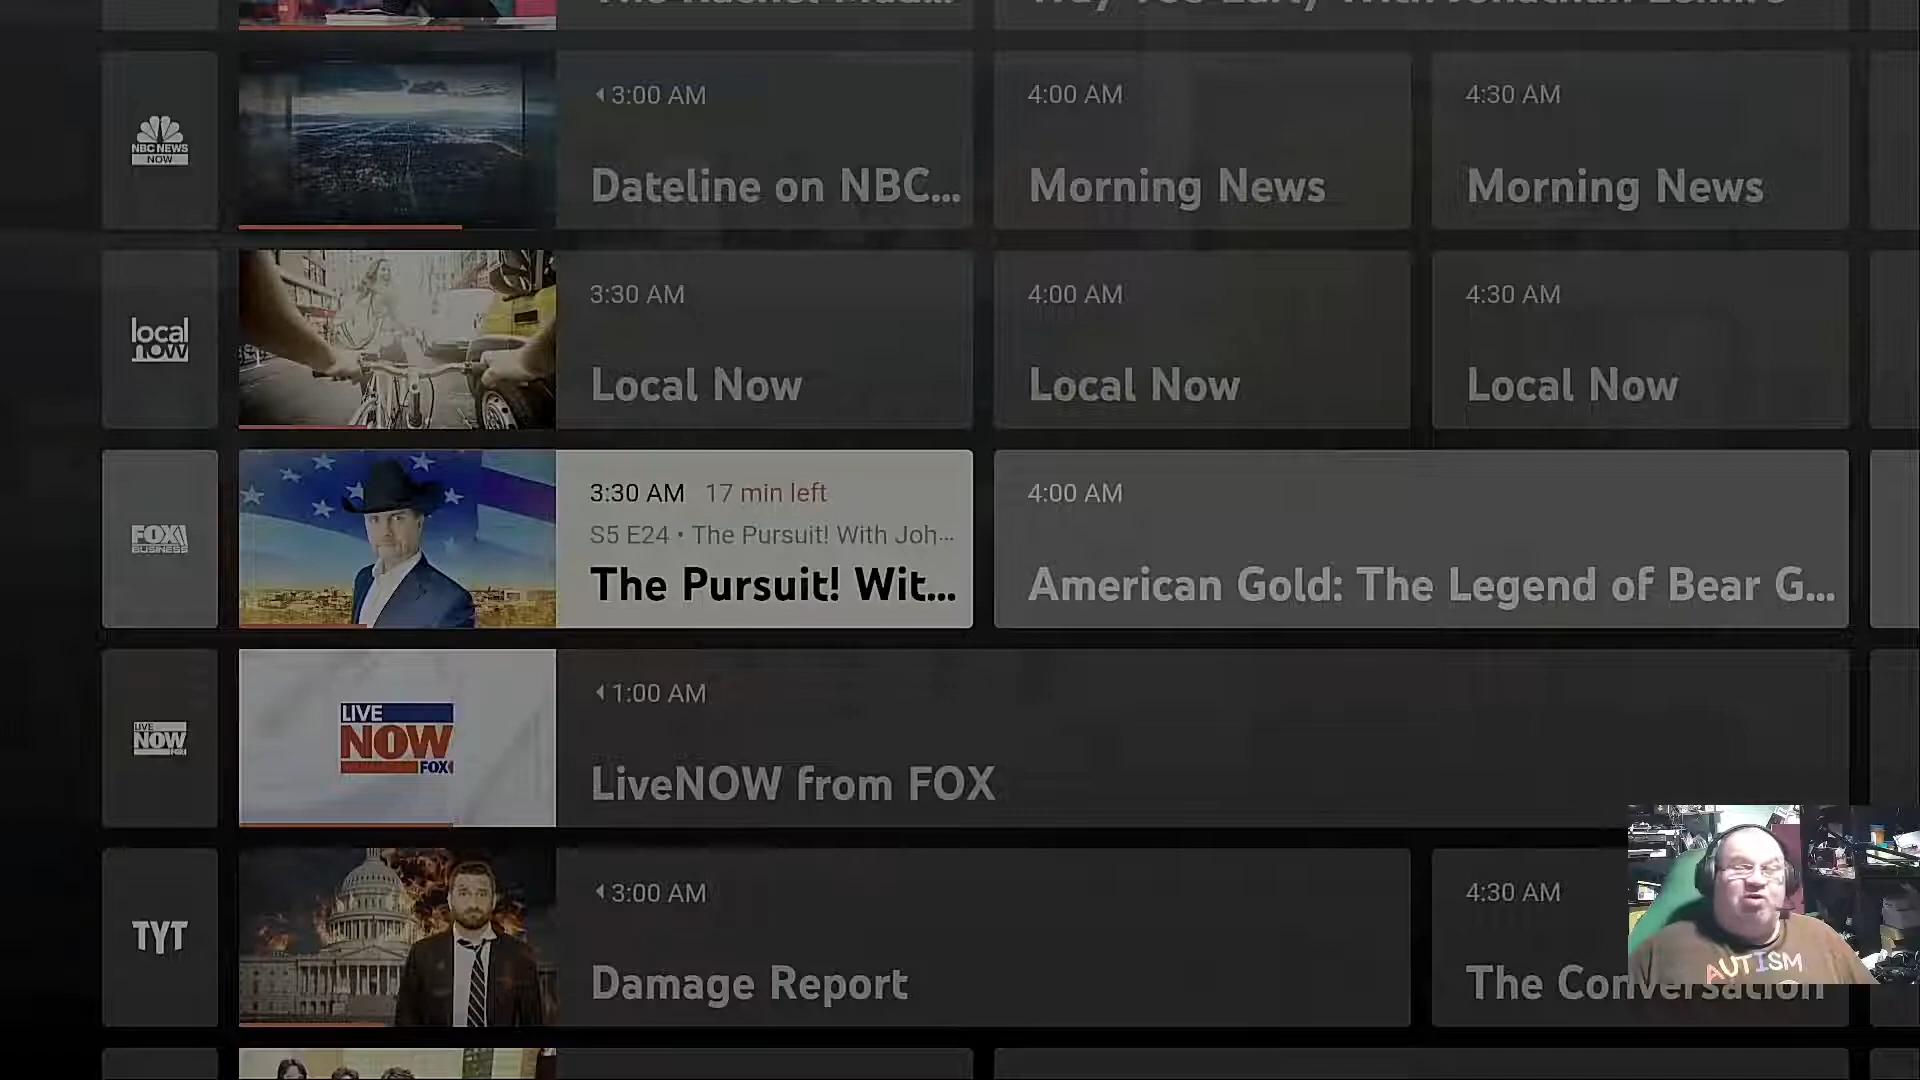 NBC NEWS
NOW
◂ 3:00 AM
Dateline on NBC...
4:00 AM
Morning News
4:30 AM
Morning News
local
now
3:30 AM
Local Now
4:00 AM
Local Now
4:30 AM
Local Now
FOX
BUSINESS
3:30 AM 17 min left
S5 E24 • The Pursuit! With Joh...
The Pursuit! Wit...
4:00 AM
American Gold: The Legend of Bear G...
LIVE
NOW
FOX
LIVE
NOW
FOX
◂ 1:00 AM
LiveNOW from FOX
TYT
◂ 3:00 AM
Damage Report
4:30 AM
The Conversation
AUTISM